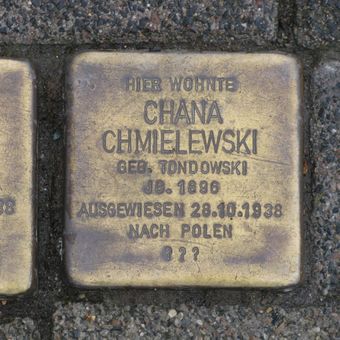 HIER WOHNTE
CHANA
CHMIELEWSKI
GEB. TONDOWSKI
JG. 1896
AUSGEWIESEN 28.10.1938
NACH POLEN
???